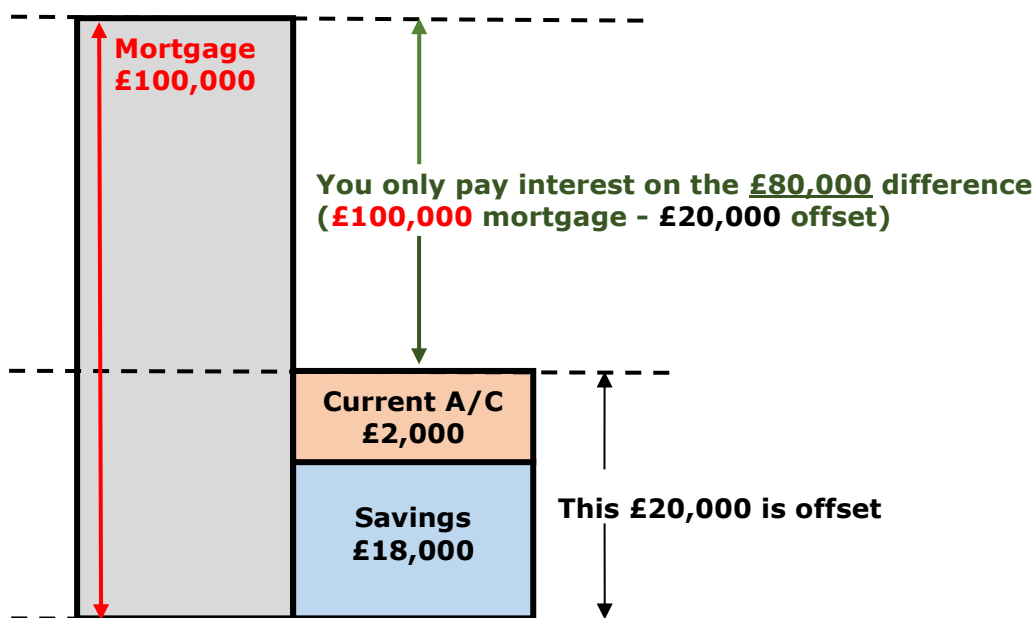 Mortgage
£100,000
You only pay interest on the £80,000 difference
(£100,000 mortgage - £20,000 offset)
Current A/C
£2,000
Savings
£18,000
This £20,000 is offset